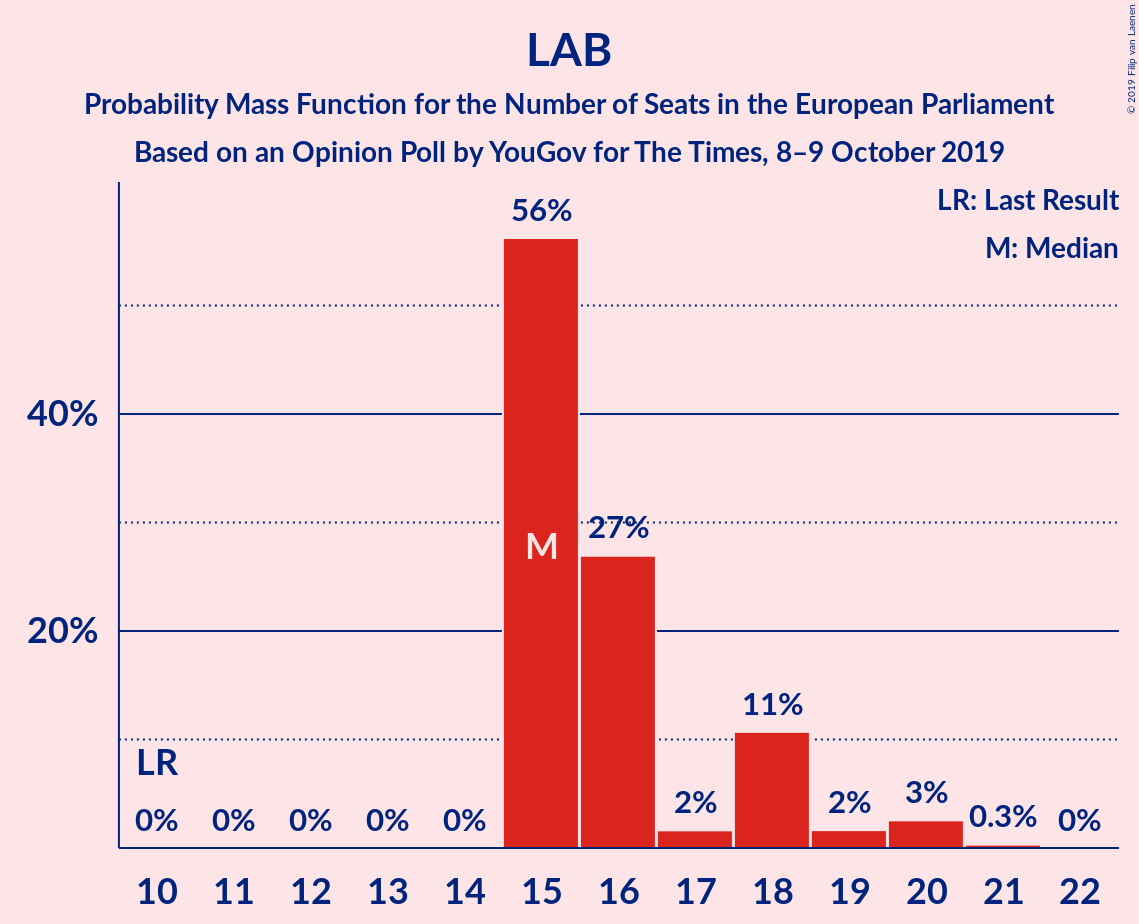 LAB
Probability Mass Function for the Number of Seats in the European Parliament
Based on an Opinion Poll by YouGov for The Times, 8–9 October 2019
© 2019 Filip van Laenen
LR: Last Result
M: Median
56%
40%
27%
M
20%
11%
LR
0% 0% 0% 0% 0% 2% 2% 3% 0.3% 0%
10 11 12 13 14 15 16 17 18 19 20 21 22